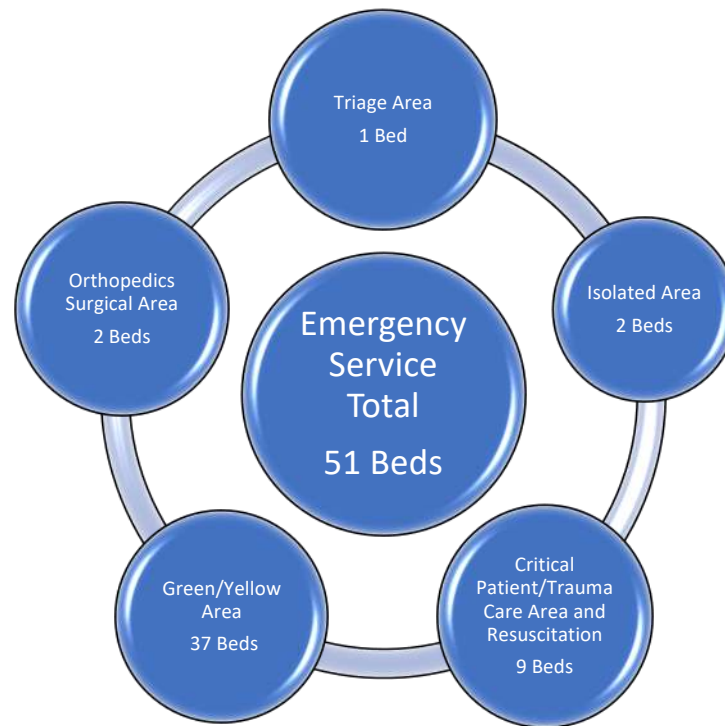 Triage Area
1 Bed
Isolated Area
2 Beds
Critical
Patient/Trauma
Care Area and
Resuscitation
9 Beds
Green/Yellow
Area
37 Beds
Orthopedics
Surgical Area
2 Beds
Emergency
Service
Total
51 Beds